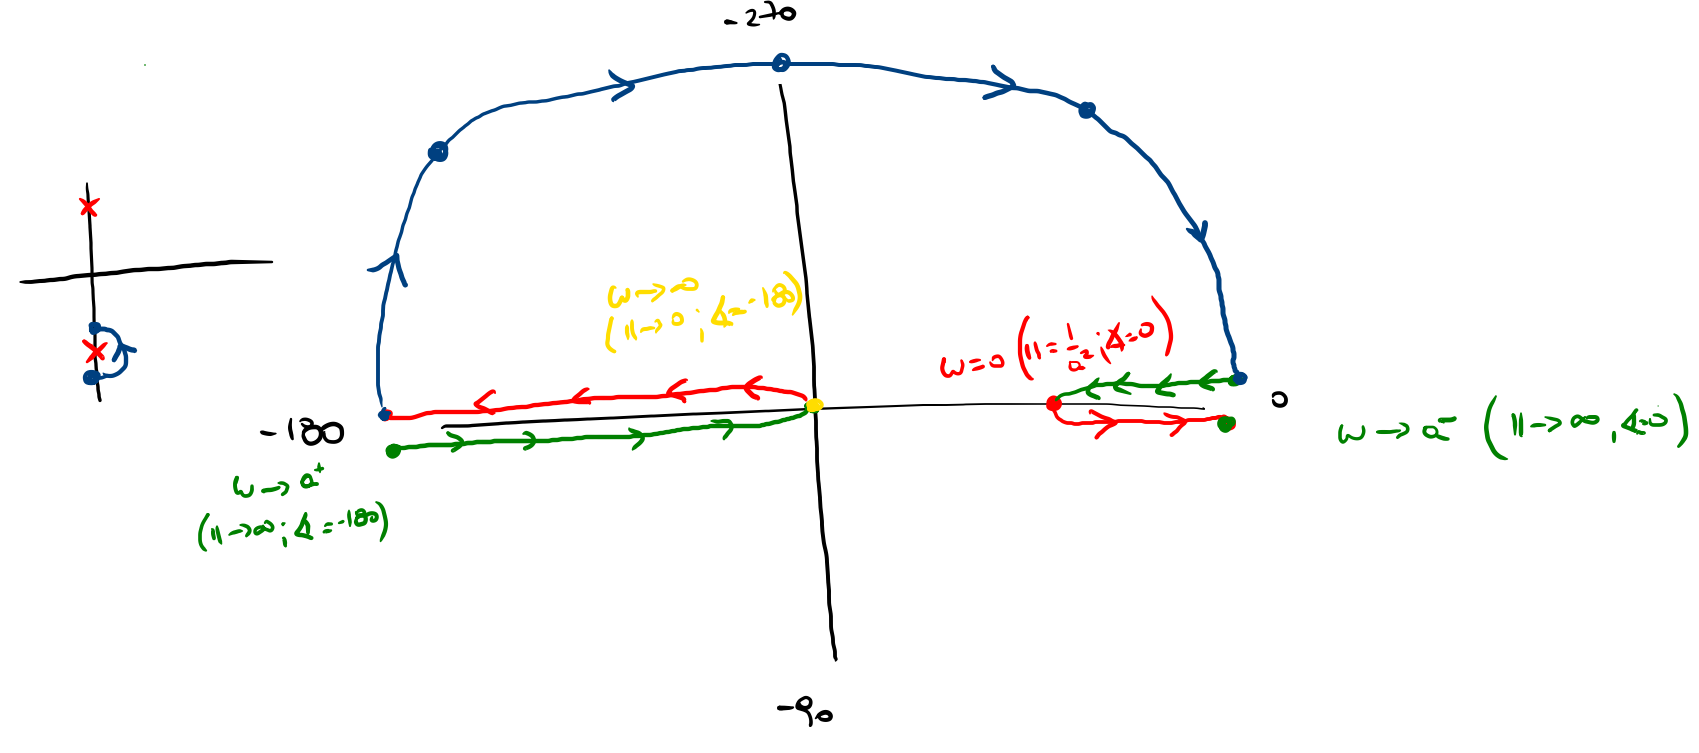 -270
ω→∞
(||→0; ∡=-180)
ω=0 (||=1/a²; ∡=0)
-180
0
ω→a⁻ (||→∞, ∡=0)
ω→a⁺
(||→∞; ∡=-180)
-90